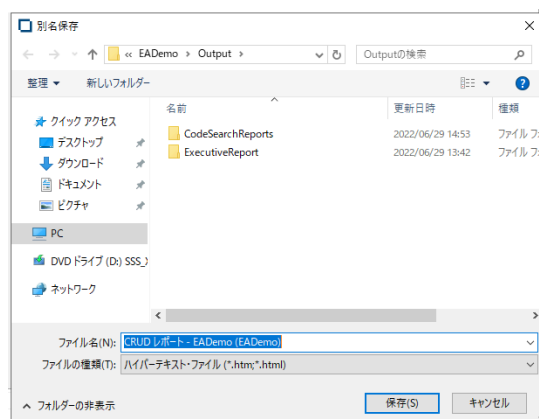 別名保存
« EADemo › Output ›
Outputの検索
整理 新しいフォルダー
名前 更新日時 種類
クイック アクセス
デスクトップ
ダウンロード
ドキュメント
ピクチャ
PC
DVD ドライブ (D:) SSS_
ネットワーク
CodeSearchReports 2022/06/29 14:53 ファイル
ExecutiveReport 2022/06/29 13:42 ファイル
ファイル名(N): CRUD レポート - EADemo (EADemo)
ファイルの種類(T): ハイパーテキスト・ファイル (*.htm;*.html)
フォルダーの非表示
保存(S) キャンセル